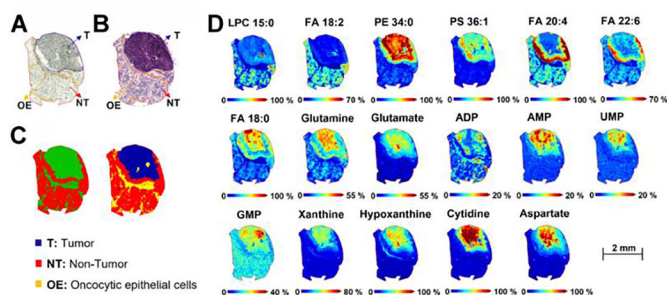 A
B
D
T
T
OE
NT
OE
NT
LPC 15:0 FA 18:2 PE 34:0 PS 36:1 FA 20:4 FA 22:6
0 100 % 0 70 % 0 100 % 0 100 % 0 100 % 0 70 %
C
FA 18:0 Glutamine Glutamate ADP AMP UMP
0 100 % 0 55 % 0 55 % 0 20 % 0 20 % 0 20 %
T: Tumor
NT: Non-Tumor
OE: Oncocytic epithelial cells
GMP Xanthine Hypoxanthine Cytidine Aspartate
2 mm
0 40 % 0 80 % 0 100 % 0 100 % 0 100 %